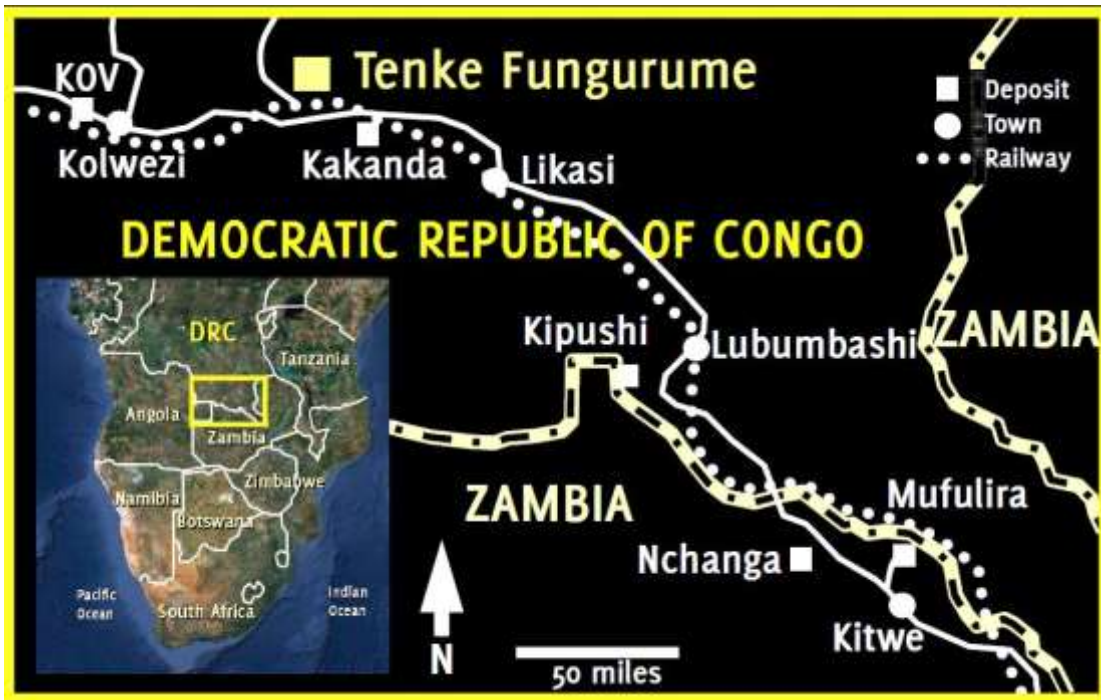 KOV
Tenke Fungurume
Deposit
Town
Railway
Kolwezi
Kakanda
Likasi
DEMOCRATIC REPUBLIC OF CONGO
DRC
Tanzania
Angola
Zambia
Zimbabwe
Namibia
Botswana
South Africa
Pacific
Ocean
Indian
Ocean
Kipushi
Lubumbashi
ZAMBIA
ZAMBIA
Mufulira
Nchanga
Kitwe
N
50 miles